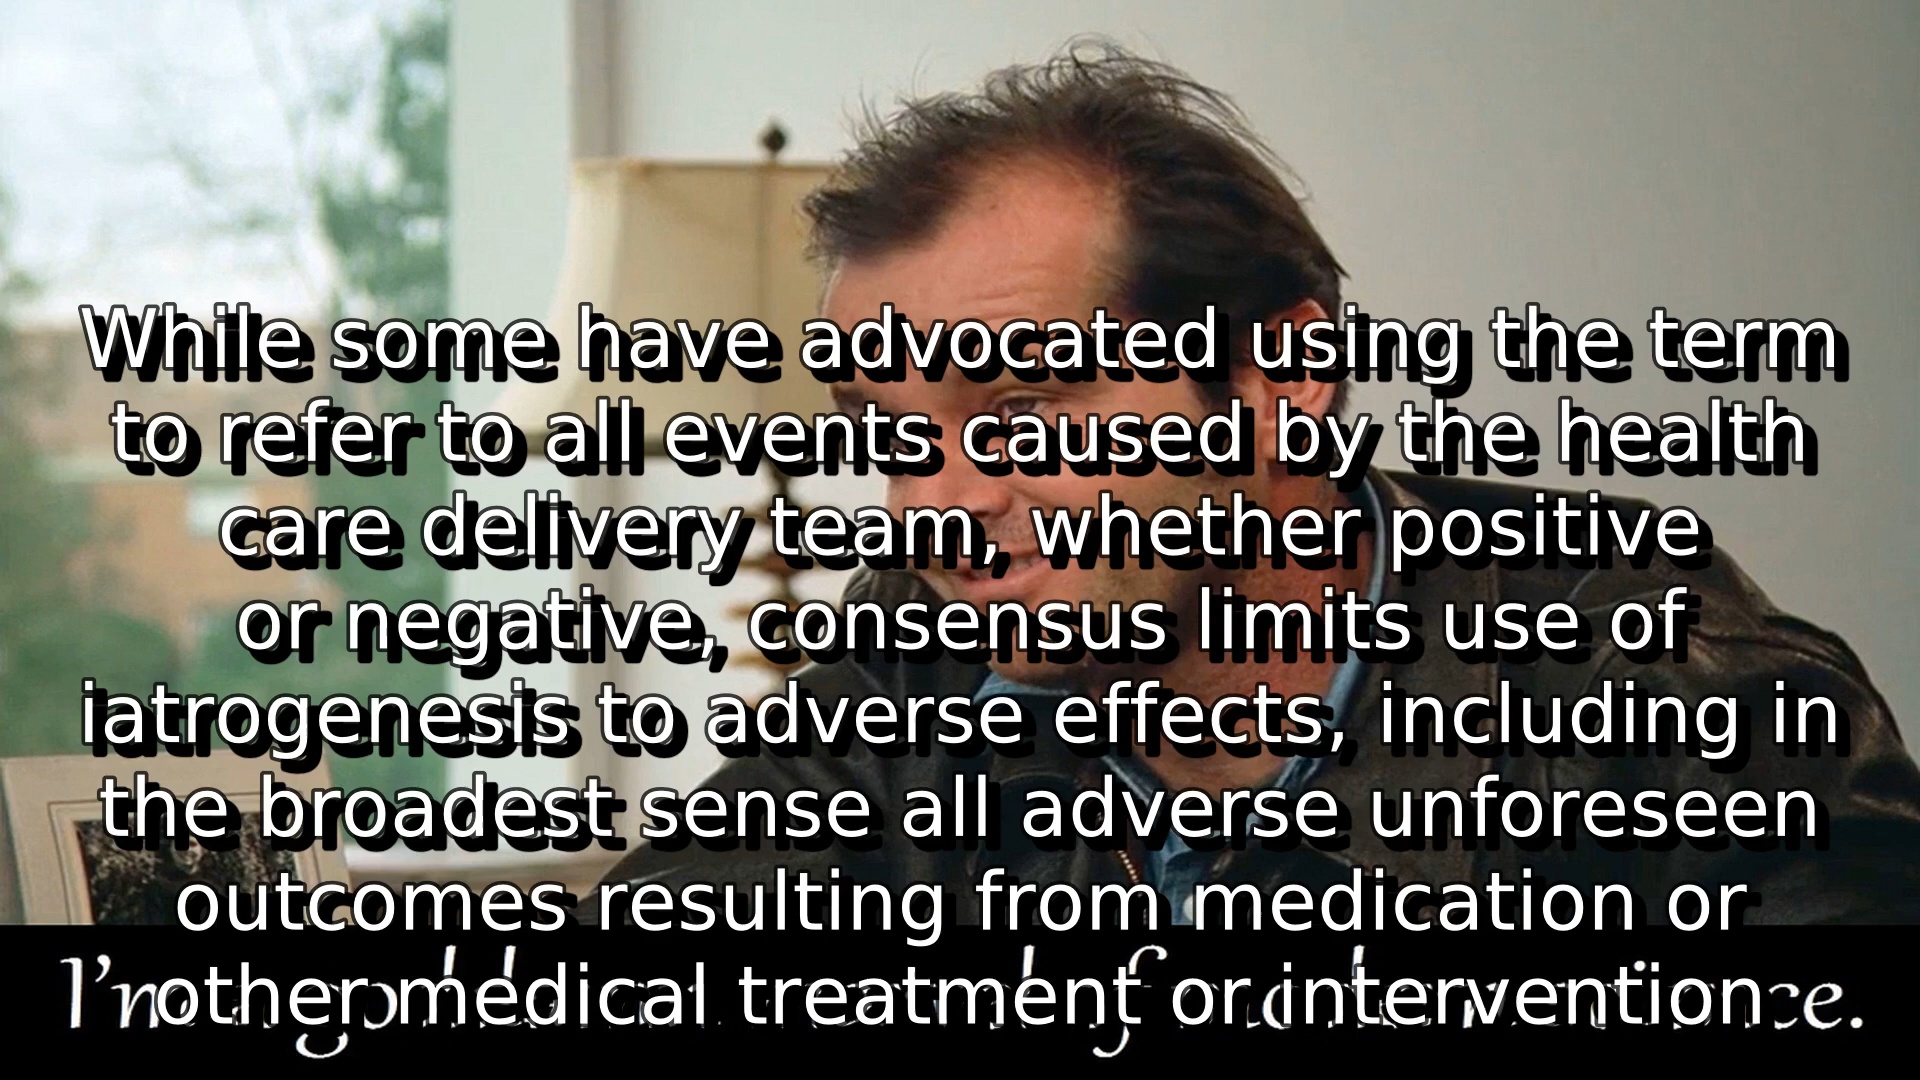 While some have advocated using the term
to refer to all events caused by the health
care delivery team, whether positive
or negative, consensus limits use of
iatrogenesis to adverse effects, including in
the broadest sense all adverse unforeseen
outcomes resulting from medication or
other medical treatment or intervention
I'm